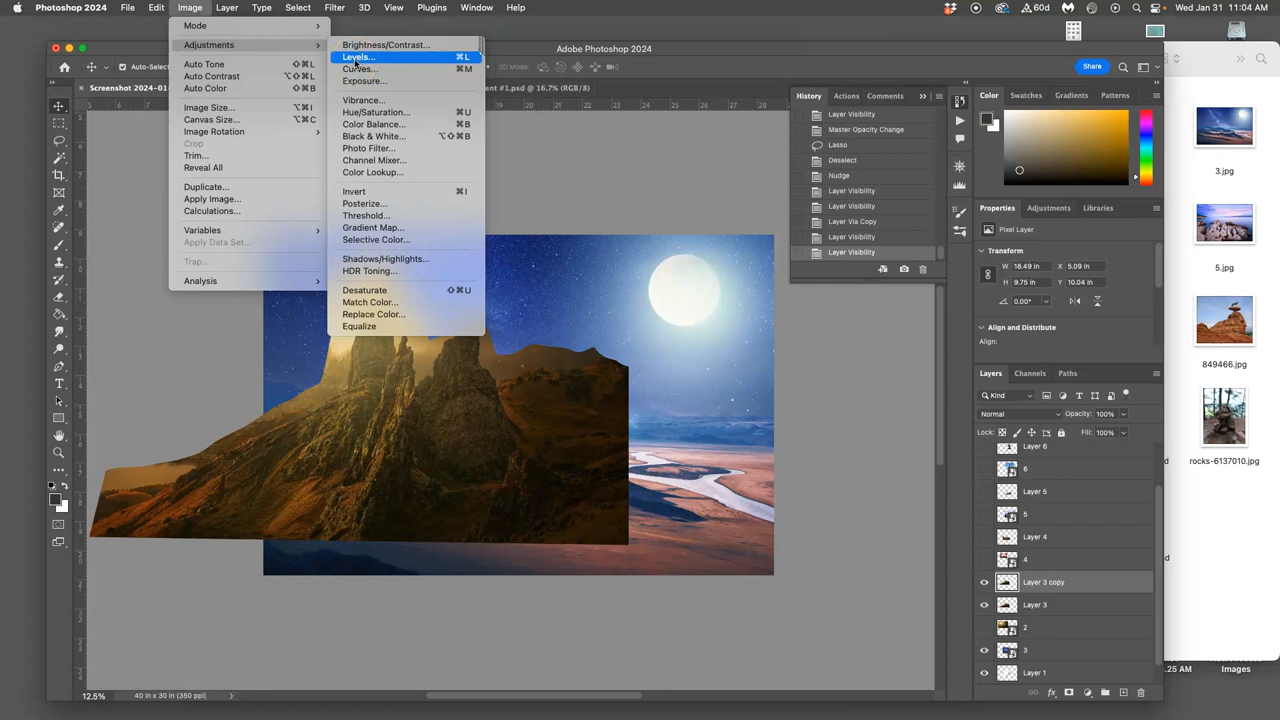 Photoshop 2024 File Edit Image Layer Type Select Filter 3D View Plugins Window Help Fri Jan 12 11:04 AM
Adobe Photoshop 2024
Mode
Adjustments
Auto Tone ⇧⌘L
Auto Contrast ⌥⇧⌘L
Auto Color ⇧⌘B
Image Size... ⌥⌘I
Canvas Size... ⌥⌘C
Image Rotation
Crop
Trim...
Reveal All
Duplicate...
Apply Image...
Calculations...
Variables
Apply Data Set...
Trap...
Analysis
Brightness/Contrast...
Levels... ⌘L
Curves... ⌘M
Exposure...
Vibrance...
Hue/Saturation... ⌘U
Color Balance... ⌘B
Black & White... ⌥⇧⌘B
Photo Filter...
Channel Mixer...
Color Lookup...
Invert ⌘I
Posterize...
Threshold...
Gradient Map...
Selective Color...
Shadows/Highlights...
HDR Toning...
Desaturate ⇧⌘U
Match Color...
Replace Color...
Equalize
Auto-Select
3D Mode:
Share
Screenshot 2024-01
ent #1.psd @ 16.7% (RGB/8)
History Actions Comments
Layer Visibility
Master Opacity Change
Lasso
Deselect
Nudge
Layer Visibility
Layer Visibility
Layer Via Copy
Layer Visibility
Layer Visibility
Color Swatches Gradients Patterns
Properties Adjustments Libraries
Pixel Layer
Transform
W 18.49 in X 5.09 in
H 9.75 in Y 10.04 in
0.00°
Align and Distribute
Align:
Layers Channels Paths
Kind
Normal Opacity: 100%
Lock: Fill: 100%
Layer 6
6
Layer 5
5
Layer 4
4
Layer 3 copy
Layer 3
2
3
Layer 1
12.5% 40 in x 30 in (350 ppi)
3.jpg
5.jpg
849466.jpg
rocks-6137010.jpg
.25 AM
Images